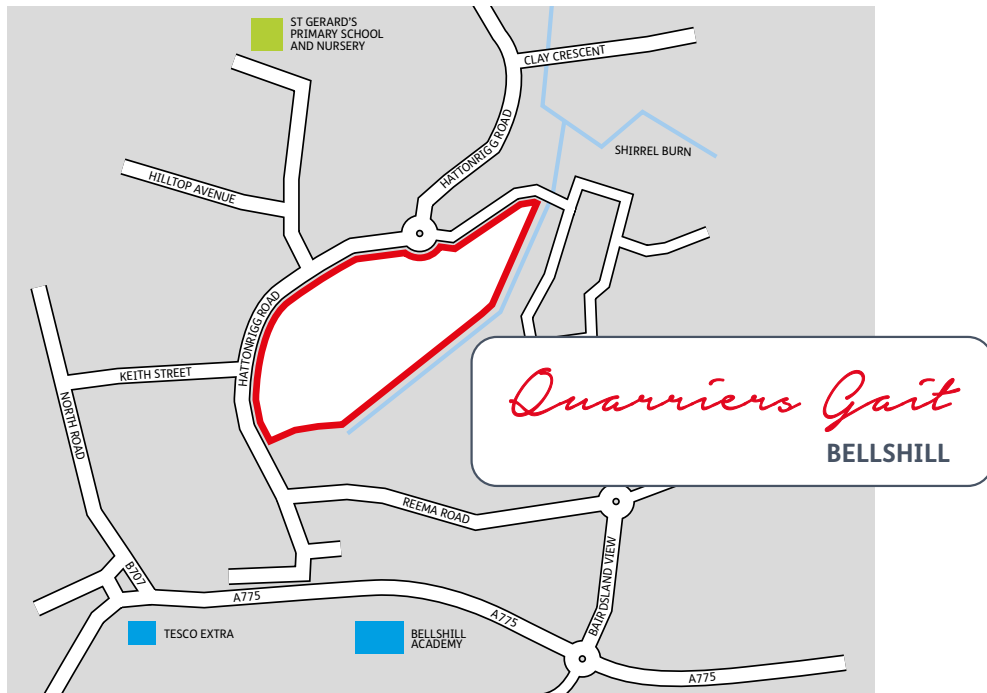 ST GERARD'S
PRIMARY SCHOOL
AND NURSERY
CLAY CRESCENT
HATTONRIGG ROAD
SHIRREL BURN
HILLTOP AVENUE
HATTONRIGG ROAD
KEITH STREET
NORTH ROAD
Quarriers Gait
BELLSHILL
REEMA ROAD
BAIRDSLAND VIEW
B707
A775
A775
TESCO EXTRA
BELLSHILL
ACADEMY
A775